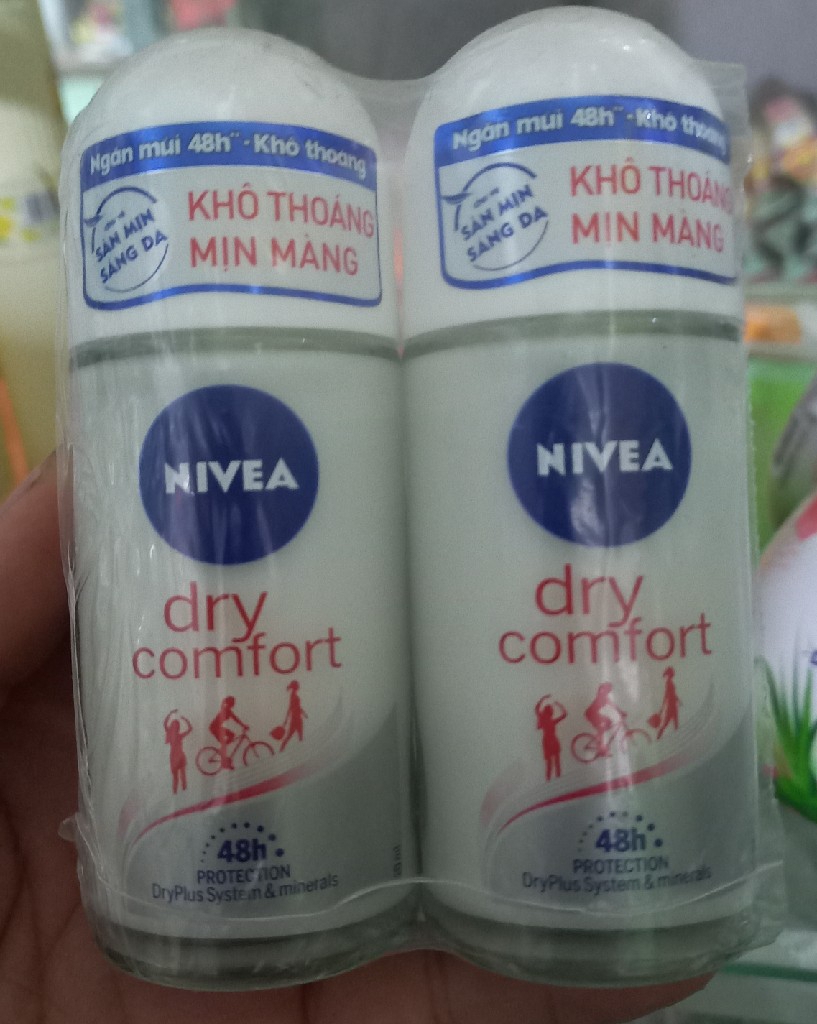 Ngăn mùi 48h** - Khô thoáng
SĂN MỊN
SÁNG DA
KHÔ THOÁNG
MỊN MÀNG
NIVEA
dry
comfort
48h
PROTECTION
DryPlus System & minerals
Ngăn mùi 48h** - Khô thoáng
SĂN MỊN
SÁNG DA
KHÔ THOÁNG
MỊN MÀNG
NIVEA
dry
comfort
48h
PROTECTION
DryPlus System & minerals